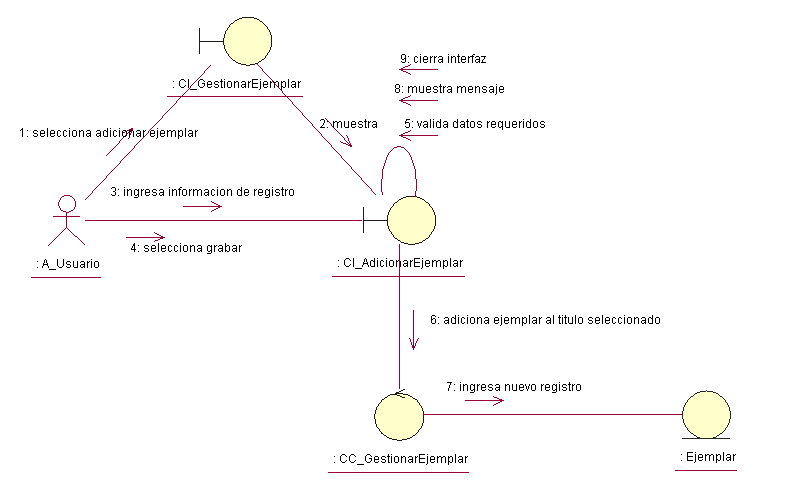 9: cierra interfaz
: CI_GestionarEjemplar
8: muestra mensaje
1: selecciona adicionar ejemplar
2: muestra
5: valida datos requeridos
3: ingresa informacion de registro
4: selecciona grabar
: A_Usuario
: CI_AdicionarEjemplar
6: adiciona ejemplar al titulo seleccionado
7: ingresa nuevo registro
: CC_GestionarEjemplar
: Ejemplar